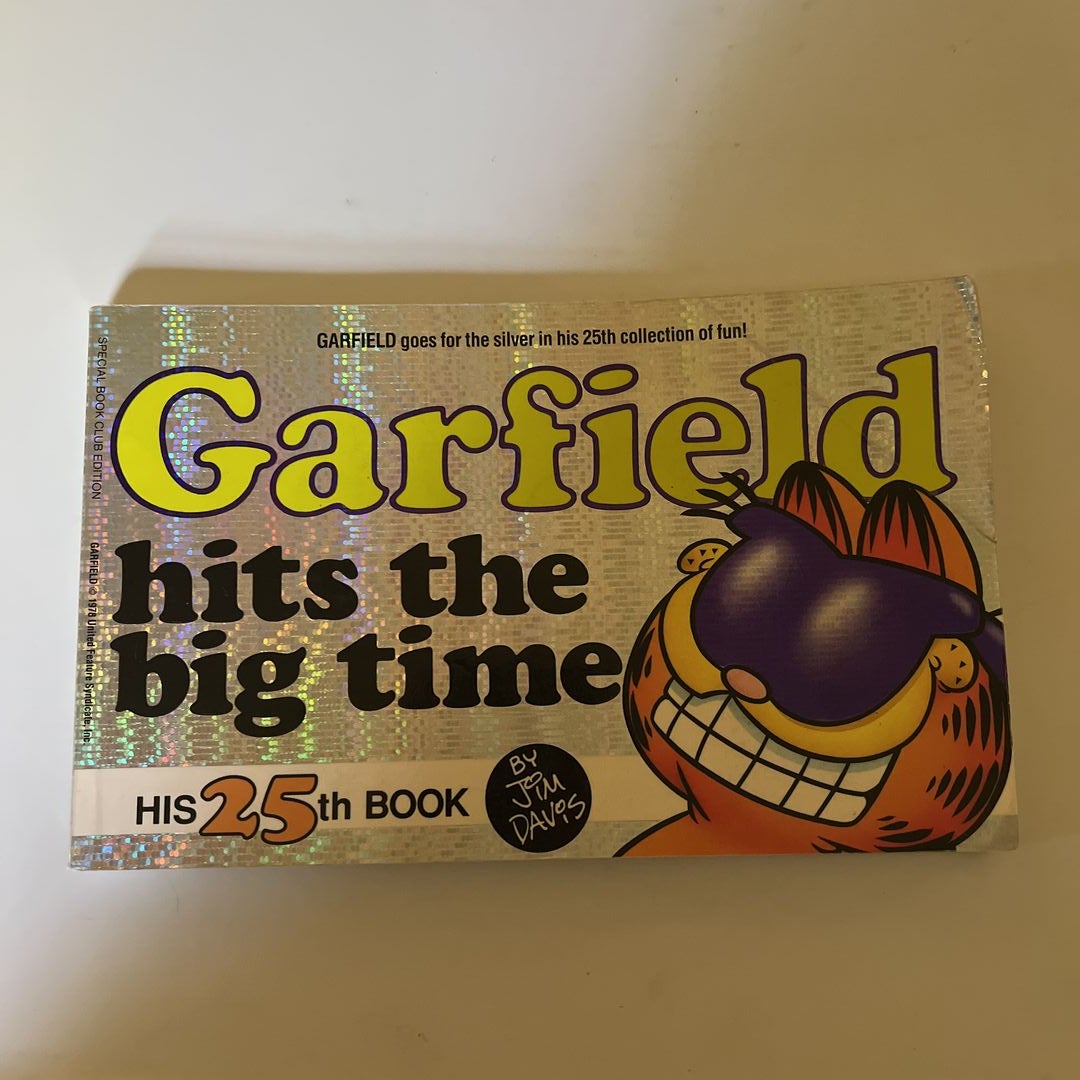 GARFIELD goes for the silver in his 25th collection of fun!
Garfield
hits the
big time
HIS 25th BOOK
BY
JIM
DAVIS
SPECIAL BOOK CLUB EDITION
GARFIELD © 1978 United Feature Syndicate, Inc.